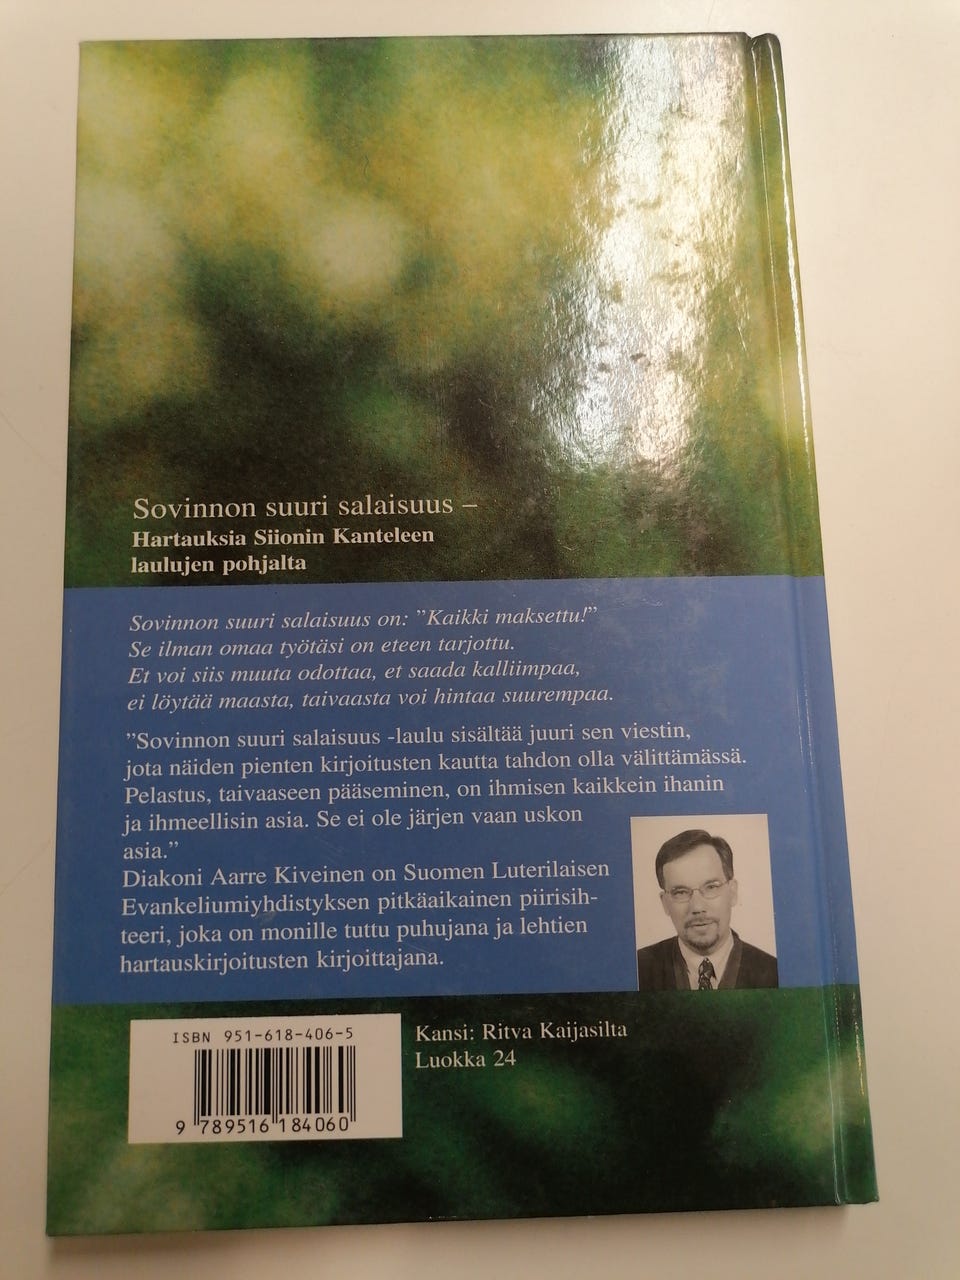 Sovinnon suuri salaisuus –
Hartauksia Siionin Kanteleen
laulujen pohjalta
Sovinnon suuri salaisuus on: ”Kaikki maksettu!”
Se ilman omaa työtäsi on eteen tarjottu.
Et voi siis muuta odottaa, et saada kalliimpaa,
ei löytää maasta, taivaasta voi hintaa suurempaa.
”Sovinnon suuri salaisuus -laulu sisältää juuri sen viestin,
jota näiden pienten kirjoitusten kautta tahdon olla välittämässä.
Pelastus, taivaaseen pääseminen, on ihmisen kaikkein ihanin
ja ihmeellisin asia. Se ei ole järjen vaan uskon
asia.”
Diakoni Aarre Kiveinen on Suomen Luterilaisen
Evankeliumiyhdistyksen pitkäaikainen piirisih-
teeri, joka on monille tuttu puhujana ja lehtien
hartauskirjoitusten kirjoittajana.
ISBN 951-618-406-5
9 789516 184060
Kansi: Ritva Kaijasilta
Luokka 24